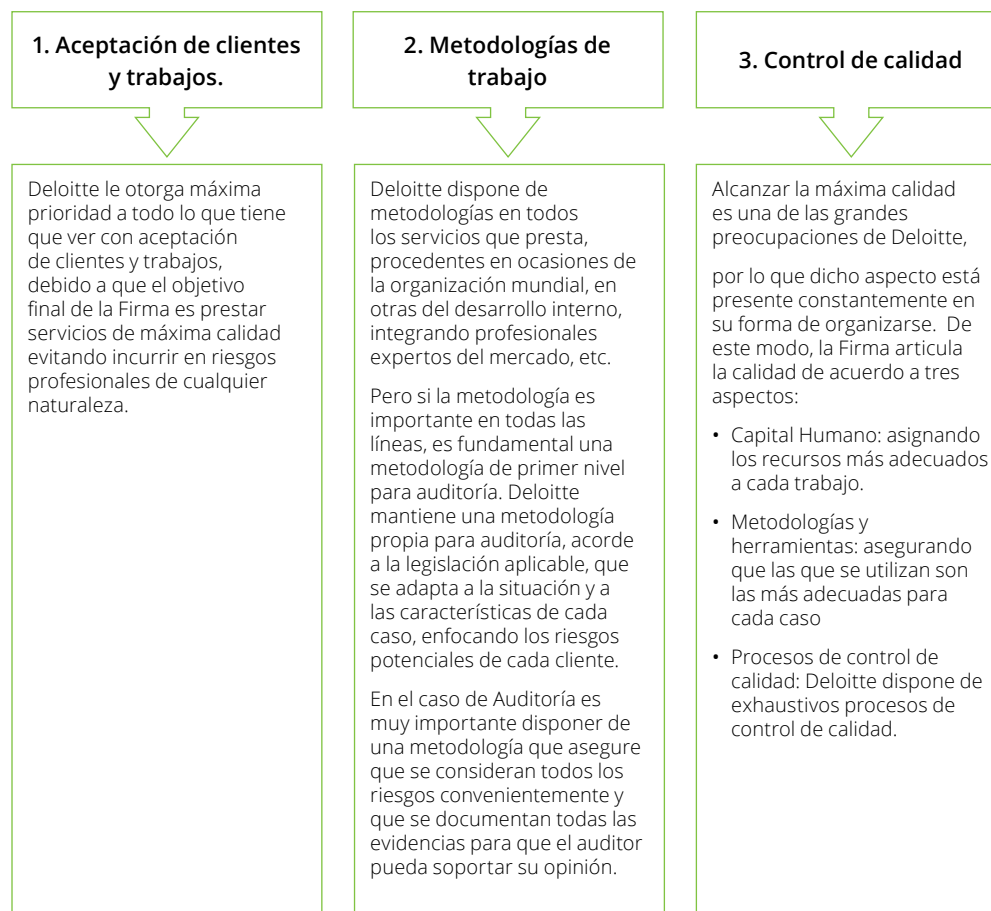 1. Aceptación de clientes
y trabajos.
Deloitte le otorga máxima
prioridad a todo lo que tiene
que ver con aceptación
de clientes y trabajos,
debido a que el objetivo
final de la Firma es prestar
servicios de máxima calidad
evitando incurrir en riesgos
profesionales de cualquier
naturaleza.
2. Metodologías de
trabajo
Deloitte dispone de
metodologías en todos
los servicios que presta,
procedentes en ocasiones de
la organización mundial, en
otras del desarrollo interno,
integrando profesionales
expertos del mercado, etc.
Pero si la metodología es
importante en todas las
líneas, es fundamental una
metodología de primer nivel
para auditoría. Deloitte
mantiene una metodología
propia para auditoría, acorde
a la legislación aplicable, que
se adapta a la situación y a
las características de cada
caso, enfocando los riesgos
potenciales de cada cliente.
En el caso de Auditoría es
muy importante disponer de
una metodología que asegure
que se consideran todos los
riesgos convenientemente y
que se documentan todas las
evidencias para que el auditor
pueda soportar su opinión.
3. Control de calidad
Alcanzar la máxima calidad
es una de las grandes
preocupaciones de Deloitte,
por lo que dicho aspecto está
presente constantemente en
su forma de organizarse. De
este modo, la Firma articula
la calidad de acuerdo a tres
aspectos:
• Capital Humano: asignando
los recursos más adecuados
a cada trabajo.
• Metodologías y
herramientas: asegurando
que las que se utilizan son
las más adecuadas para
cada caso
• Procesos de control de
calidad: Deloitte dispone de
exhaustivos procesos de
control de calidad.